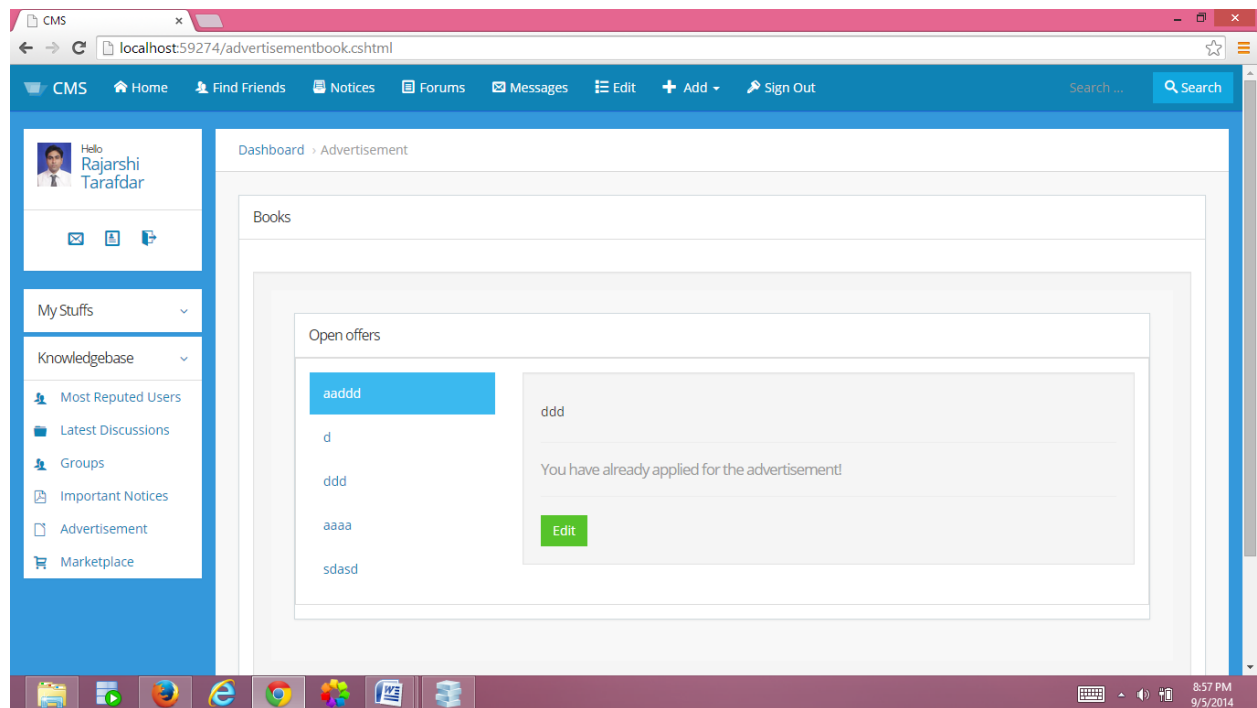 CMS
localhost:59274/advertisementbook.cshtml
CMS Home Find Friends Notices Forums Messages Edit Add Sign Out Search ... Search
Hello
Rajarshi
Tarafdar
Dashboard › Advertisement
Books
My Stuffs
Knowledgebase
Most Reputed Users
Latest Discussions
Groups
Important Notices
Advertisement
Marketplace
Open offers
aaddd
d
ddd
aaaa
sdasd
ddd
You have already applied for the advertisement!
Edit
8:57 PM
9/5/2014